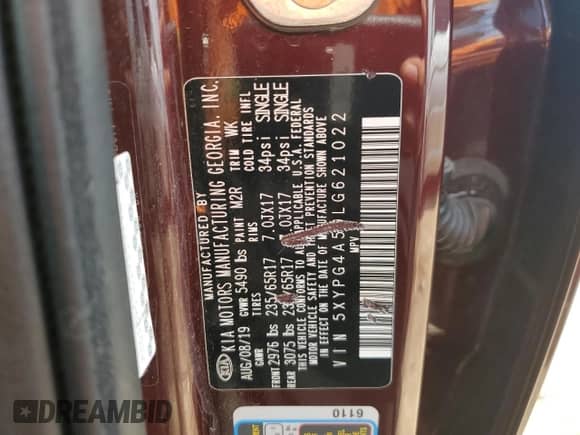 MANUFACTURED BY
KIA MOTORS MANUFACTURING GEORGIA, INC.
AUG/08/19 GVWR 5490 lbs PAINT M2R TRIM WK
GAWR TIRES RIMS COLD TIRE INFL
FRONT 2976 lbs 235/65R17 7.0JX17 34psi SINGLE
REAR 3075 lbs /65R17 7.0JX17 34psi SINGLE
THIS VEHICLE CONFORMS TO ALL APPLICABLE U.S.A. FEDERAL
MOTOR VEHICLE SAFETY AND THEFT PREVENTION STANDARDS
IN EFFECT ON THE DATE OF MANUFACTURE SHOWN ABOVE
VIN 5XYPG4A5 LG621022
MPV
KIA
6110
DREAMBID